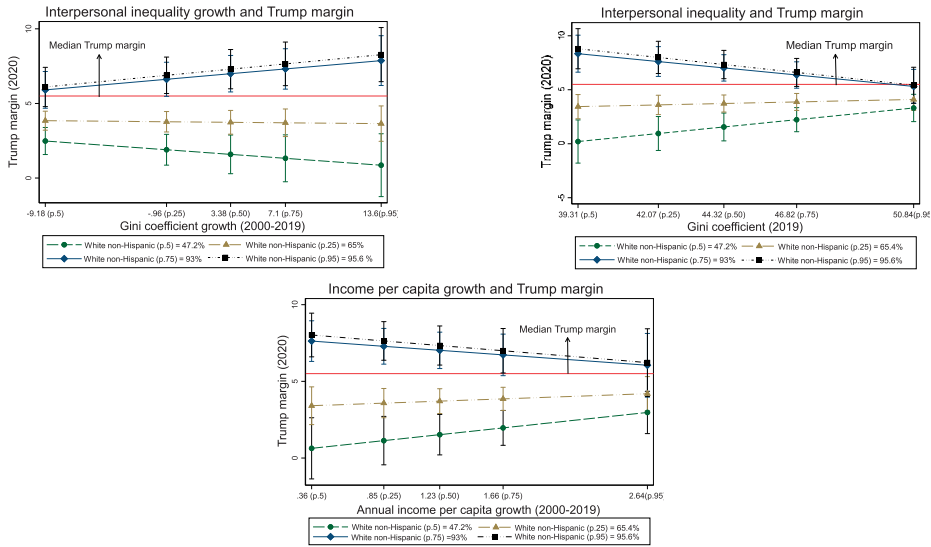 Interpersonal inequality growth and Trump margin
Trump margin (2020)
10
5
0
Median Trump margin
-9.18 (p.5)
-.96 (p.25)
3.38 (p.50)
7.1 (p.75)
13.6(p.95)
Gini coefficient growth (2000-2019)
White non-Hispanic (p.5) = 47.2%
White non-Hispanic (p.25) = 65%
White non-Hispanic (p.75) = 93%
White non-Hispanic (p.95) = 95.6 %
Interpersonal inequality and Trump margin
Trump margin (2020)
10
5
0
-5
Median Trump margin
39.31 (p.5)
42.07 (p.25)
44.32 (p.50)
46.82 (p.75)
50.84(p.95
Gini coefficient (2019)
White non-Hispanic (p.5) = 47.2%
White non-Hispanic (p.25) = 65.4%
White non-Hispanic (p.75) = 93%
White non-Hispanic (p.95) = 95.6%
Income per capita growth and Trump margin
Trump margin (2020)
10
5
0
Median Trump margin
.36 (p.5)
.85 (p.25)
1.23 (p.50)
1.66 (p.75)
2.64(p.95
Annual income per capita growth (2000-2019)
White non-Hispanic (p.5) = 47.2%
White non-Hispanic (p.25) = 65.4%
White non-Hispanic (p.75) =93%
White non-Hispanic (p.95) = 95.6%